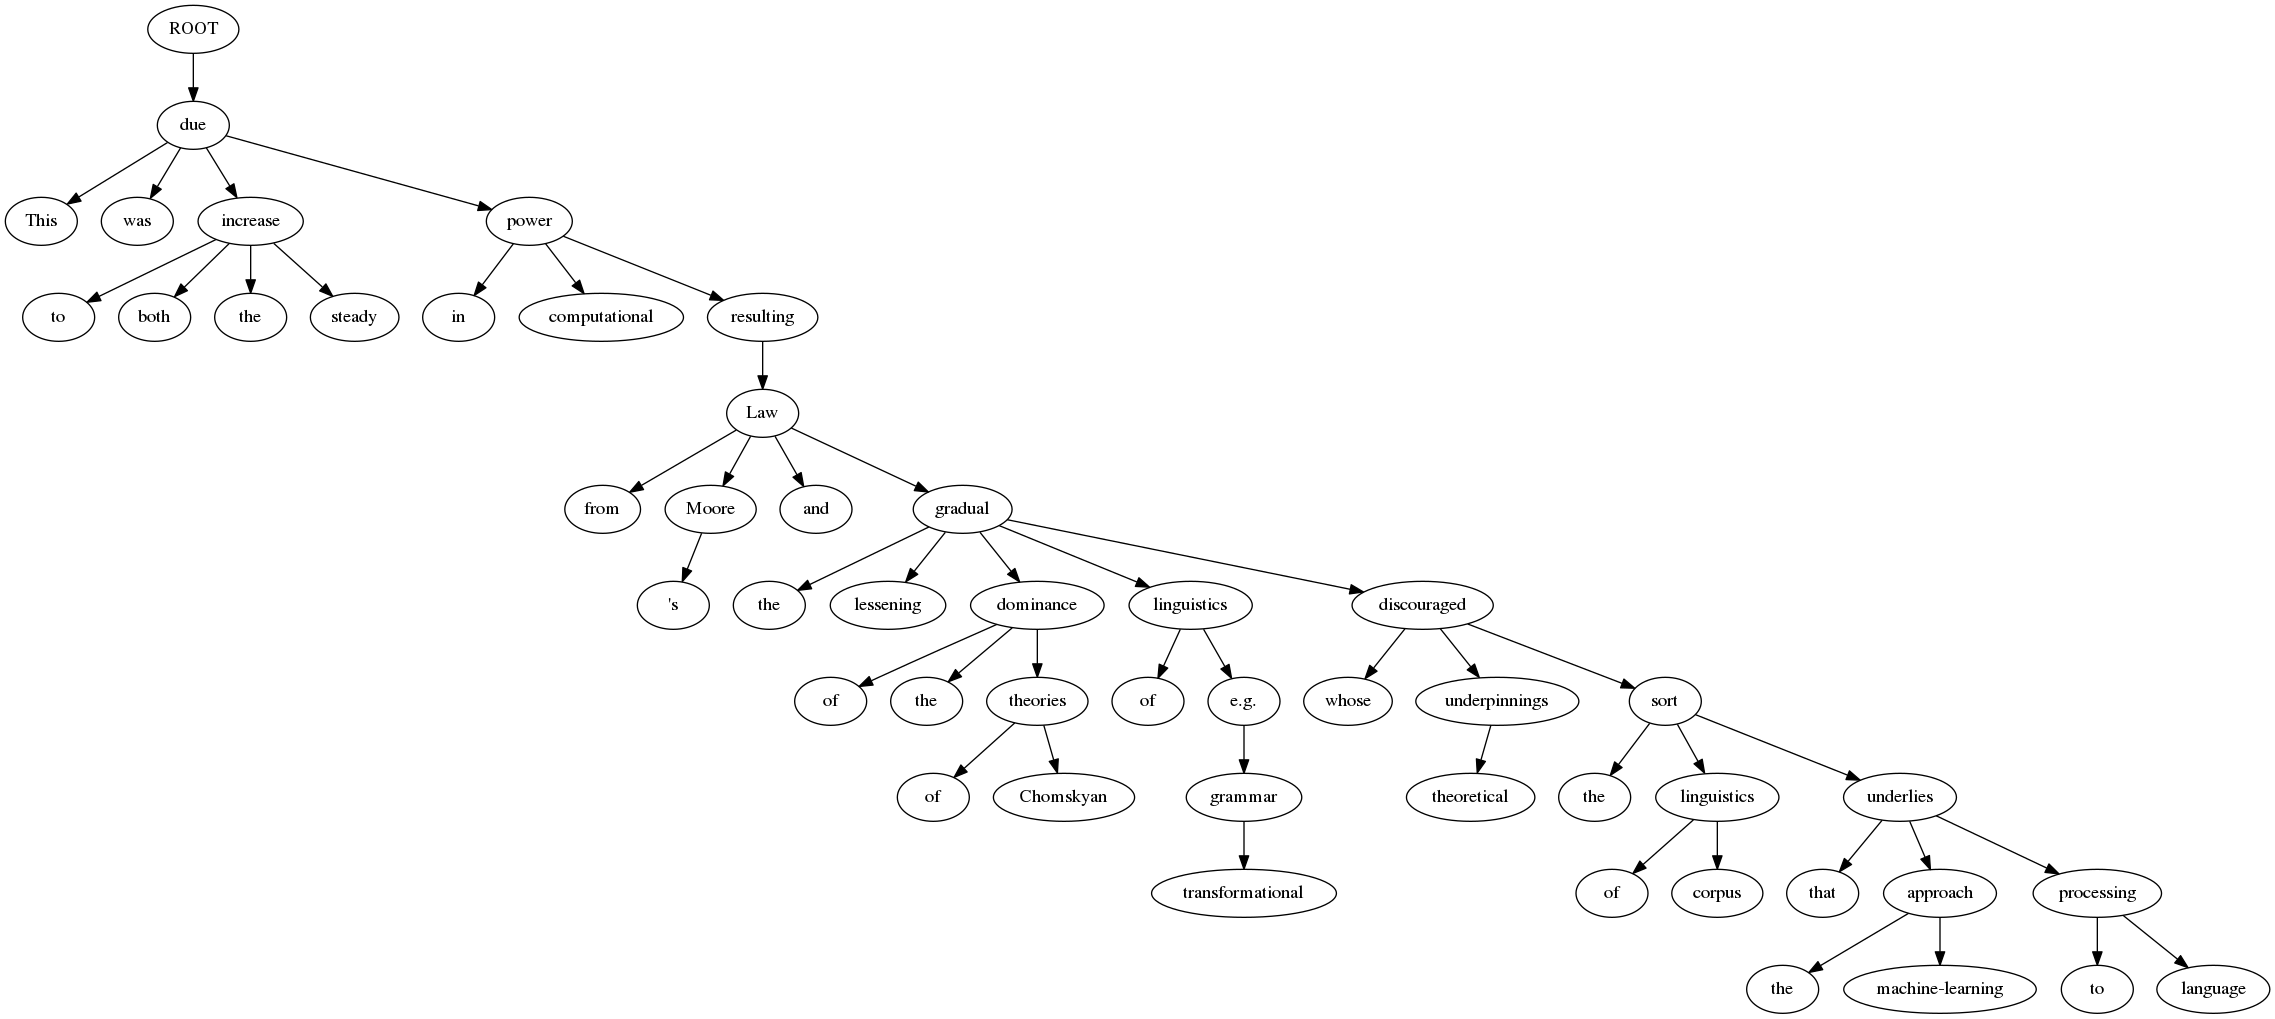 ROOT
due
This was increase power
to both the steady in computational resulting
Law
from Moore and gradual
's the lessening dominance linguistics discouraged
of the theories of e.g. whose underpinnings sort
of Chomskyan grammar theoretical the linguistics underlies
transformational of corpus that approach processing
the machine-learning to language